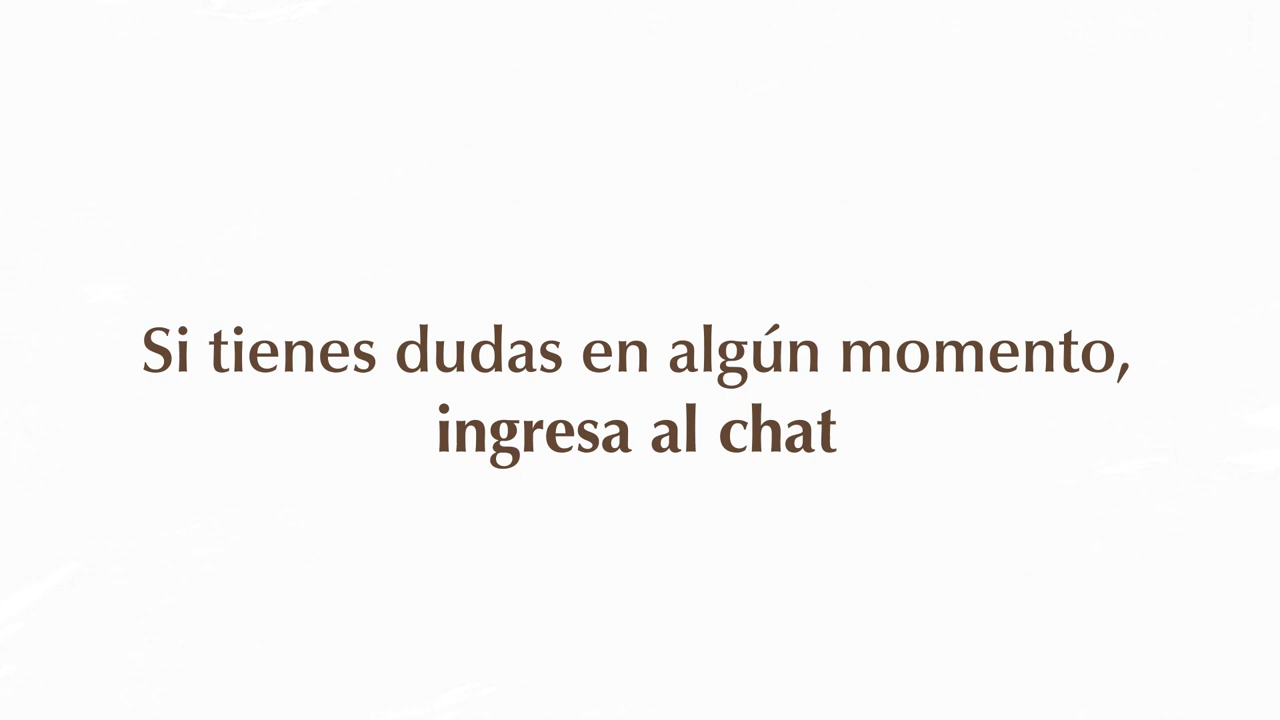 Si tienes dudas en algún momento,
ingresa al chat